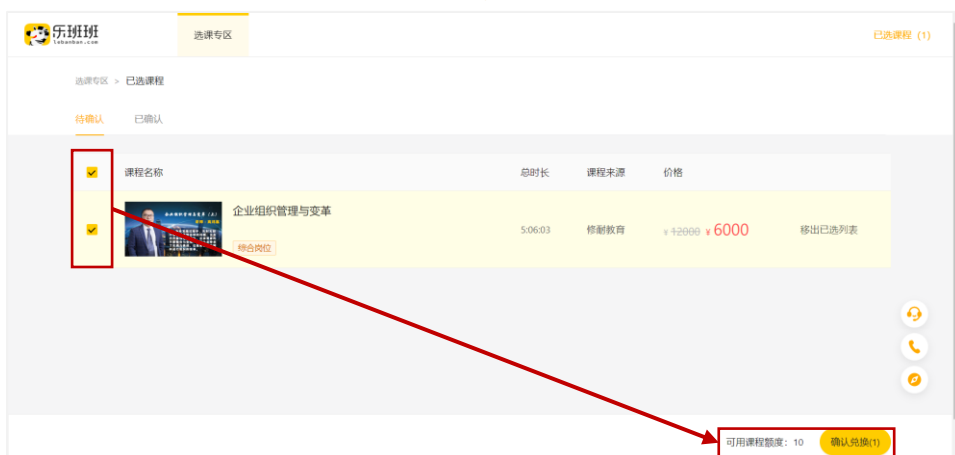 乐班班
lebanban.com
选课专区
已选课程 (1)
选课专区 > 已选课程
待确认
已确认
课程名称
总时长
课程来源
价格
企业组织管理与变革
综合岗位
5:06:03
修耐教育
¥ 12000 ¥ 6000
移出已选列表
可用课程额度：10
确认兑换(1)